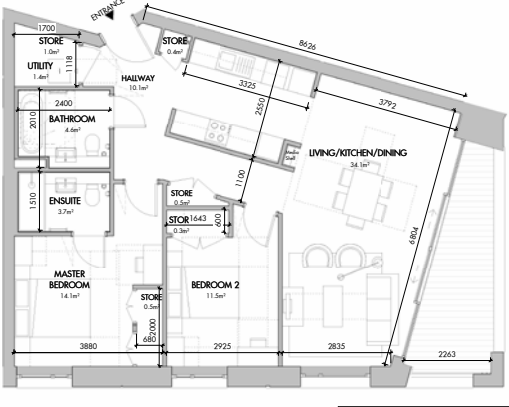 ENTRANCE
1700
8626
STORE
1.0m²
STORE
0.4m²
UTILITY
1.4m²
1118
HALLWAY
10.1m²
3325
2550
3792
2400
2010
BATHROOM
4.6m²
Media
Shelf
LIVING/KITCHEN/DINING
34.1m²
1100
1510
ENSUITE
3.7m²
STORE
0.5m²
STOR
1643
600
0.3m²
6804
MASTER
BEDROOM
14.1m²
BEDROOM 2
11.5m²
STORE
0.5m²
2000
680
3880
2925
2835
2263